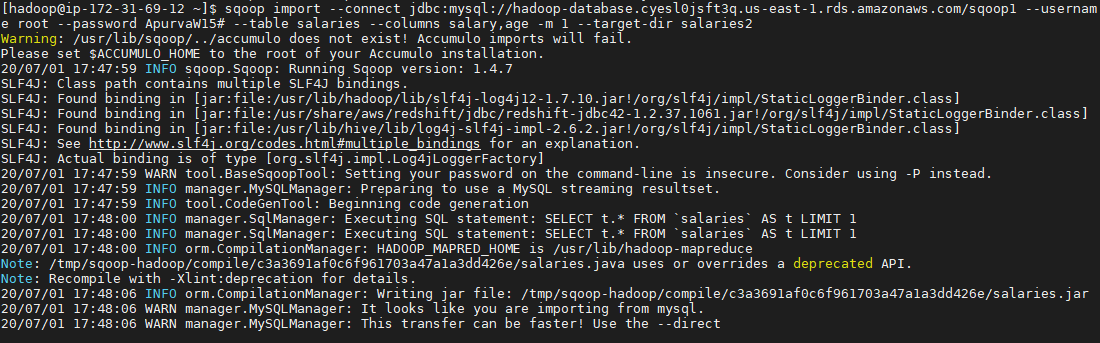 [hadoop@ip-172-31-69-12 ~]$ sqoop import --connect jdbc:mysql://hadoop-database.cyesl0jsft3q.us-east-1.rds.amazonaws.com/sqoop1 --usernam
e root --password ApurvaW15# --table salaries --columns salary,age -m 1 --target-dir salaries2
Warning: /usr/lib/sqoop/../accumulo does not exist! Accumulo imports will fail.
Please set $ACCUMULO_HOME to the root of your Accumulo installation.
20/07/01 17:47:59 INFO sqoop.Sqoop: Running Sqoop version: 1.4.7
SLF4J: Class path contains multiple SLF4J bindings.
SLF4J: Found binding in [jar:file:/usr/lib/hadoop/lib/slf4j-log4j12-1.7.10.jar!/org/slf4j/impl/StaticLoggerBinder.class]
SLF4J: Found binding in [jar:file:/usr/share/aws/redshift/jdbc/redshift-jdbc42-1.2.37.1061.jar!/org/slf4j/impl/StaticLoggerBinder.class]
SLF4J: Found binding in [jar:file:/usr/lib/hive/lib/log4j-slf4j-impl-2.6.2.jar!/org/slf4j/impl/StaticLoggerBinder.class]
SLF4J: See http://www.slf4j.org/codes.html#multiple_bindings for an explanation.
SLF4J: Actual binding is of type [org.slf4j.impl.Log4jLoggerFactory]
20/07/01 17:47:59 WARN tool.BaseSqoopTool: Setting your password on the command-line is insecure. Consider using -P instead.
20/07/01 17:47:59 INFO manager.MySQLManager: Preparing to use a MySQL streaming resultset.
20/07/01 17:47:59 INFO tool.CodeGenTool: Beginning code generation
20/07/01 17:48:00 INFO manager.SqlManager: Executing SQL statement: SELECT t.* FROM `salaries` AS t LIMIT 1
20/07/01 17:48:00 INFO manager.SqlManager: Executing SQL statement: SELECT t.* FROM `salaries` AS t LIMIT 1
20/07/01 17:48:00 INFO orm.CompilationManager: HADOOP_MAPRED_HOME is /usr/lib/hadoop-mapreduce
Note: /tmp/sqoop-hadoop/compile/c3a3691af0c6f961703a47a1a3dd426e/salaries.java uses or overrides a deprecated API.
Note: Recompile with -Xlint:deprecation for details.
20/07/01 17:48:06 INFO orm.CompilationManager: Writing jar file: /tmp/sqoop-hadoop/compile/c3a3691af0c6f961703a47a1a3dd426e/salaries.jar
20/07/01 17:48:06 WARN manager.MySQLManager: It looks like you are importing from mysql.
20/07/01 17:48:06 WARN manager.MySQLManager: This transfer can be faster! Use the --direct